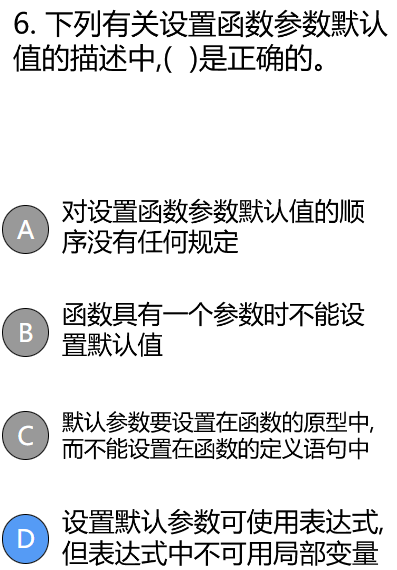 6. 下列有关设置函数参数默认
值的描述中,( )是正确的。
A 对设置函数参数默认值的顺
序没有任何规定
B 函数具有一个参数时不能设
置默认值
C 默认参数要设置在函数的原型中,
而不能设置在函数的定义语句中
D 设置默认参数可使用表达式,
但表达式中不可用局部变量